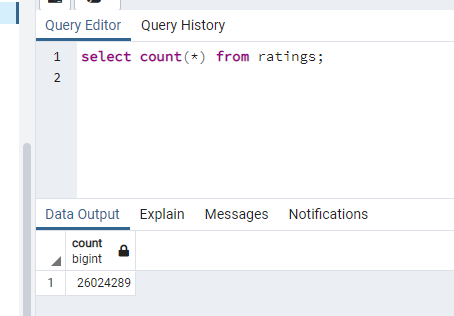 Query Editor Query History
1 select count(*) from ratings;
2
Data Output Explain Messages Notifications
count
bigint
1 26024289